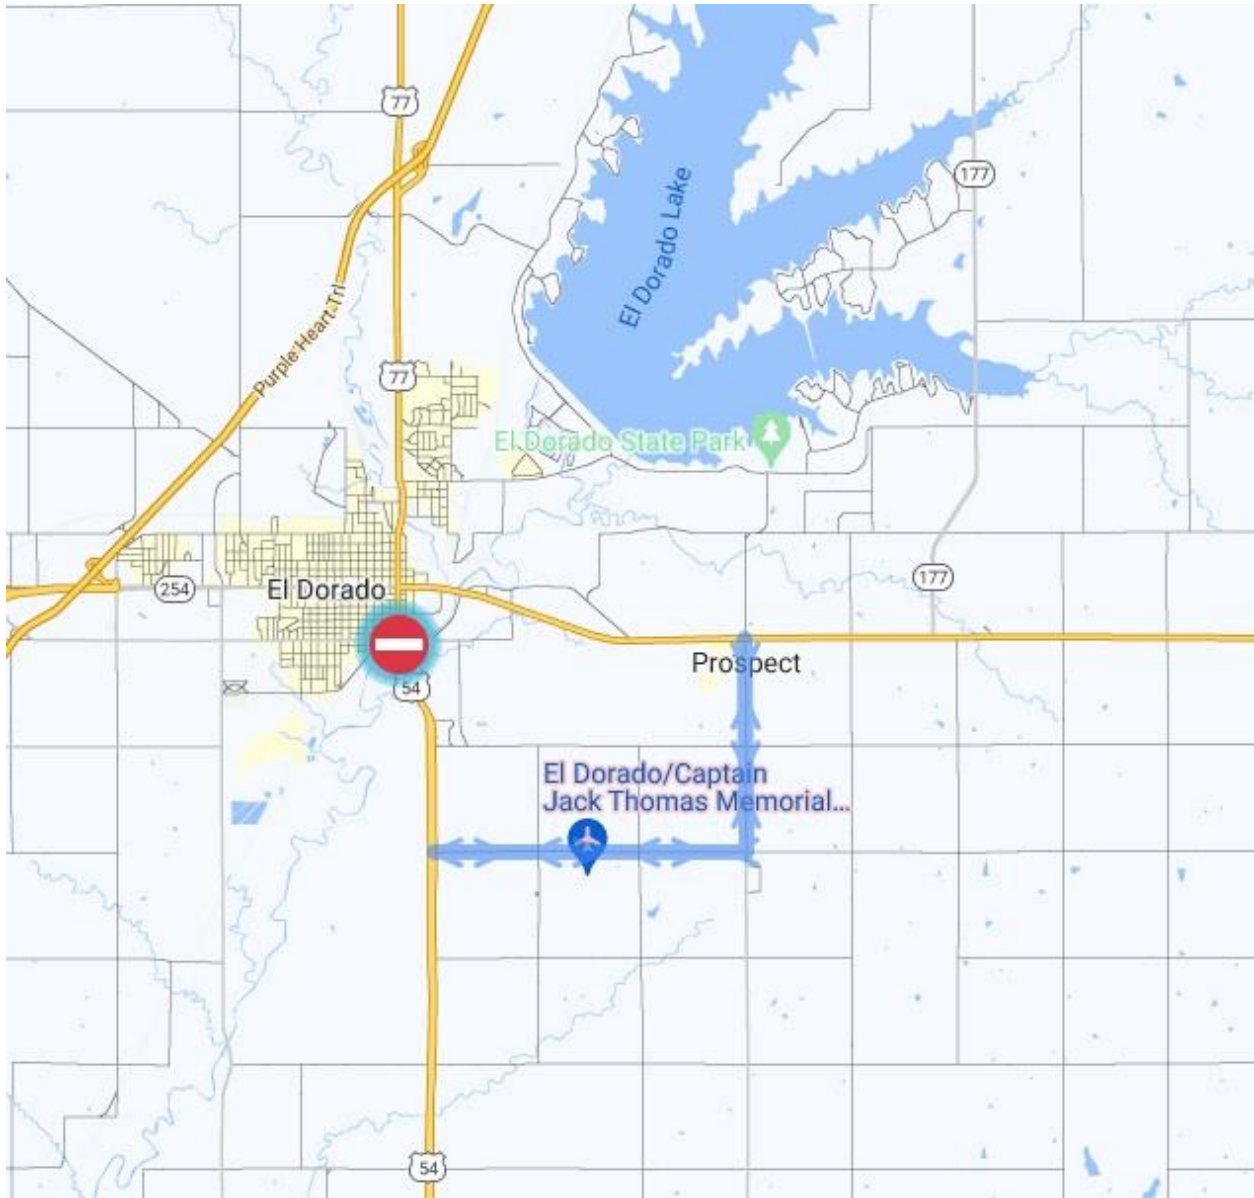 77
177
El Dorado Lake
Purple Heart Trl
77
El Dorado State Park
254
El Dorado
177
Prospect
54
El Dorado/Captain
Jack Thomas Memorial...
54